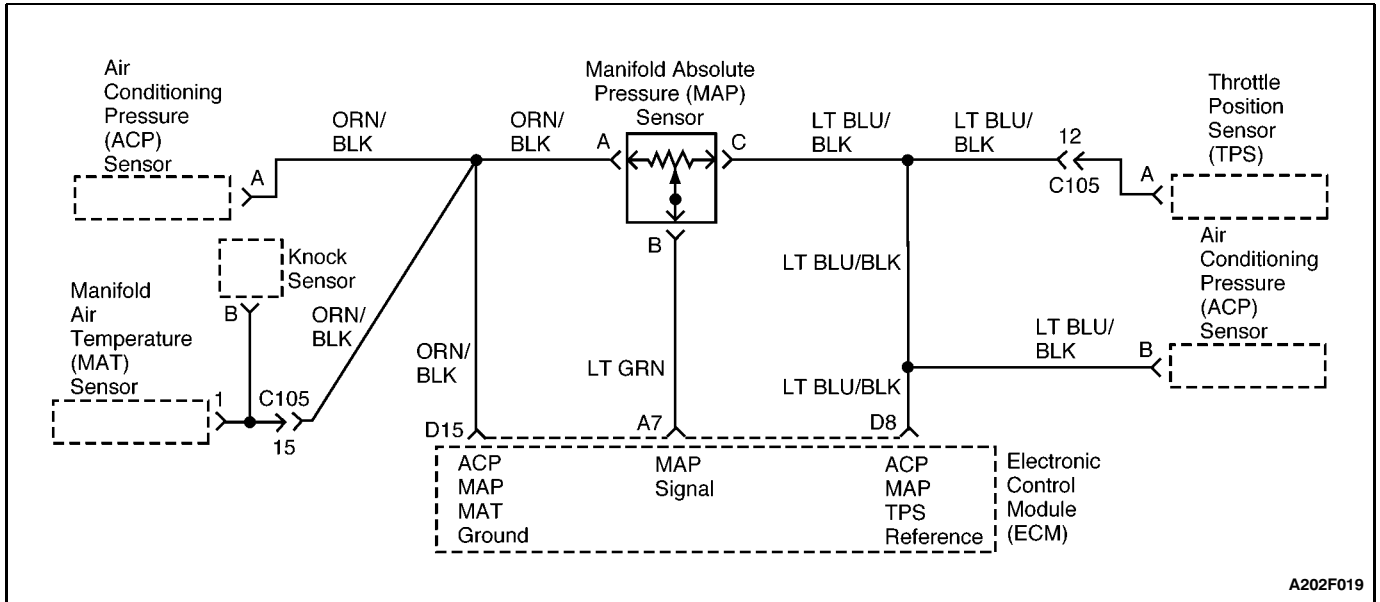 Air
Conditioning
Pressure
(ACP)
Sensor
A
ORN/
BLK
ORN/
BLK
Manifold Absolute
Pressure (MAP)
Sensor
A
C
B
LT BLU/
BLK
LT BLU/
BLK
12
C105
A
Throttle
Position
Sensor
(TPS)
Knock
Sensor
B
Manifold
Air
Temperature
(MAT)
Sensor
1
C105
15
ORN/
BLK
ORN/
BLK
LT GRN
LT BLU/BLK
LT BLU/BLK
LT BLU/
BLK
B
Air
Conditioning
Pressure
(ACP)
Sensor
D15
A7
D8
ACP
MAP
MAT
Ground
MAP
Signal
ACP
MAP
TPS
Reference
Electronic
Control
Module
(ECM)
A202F019